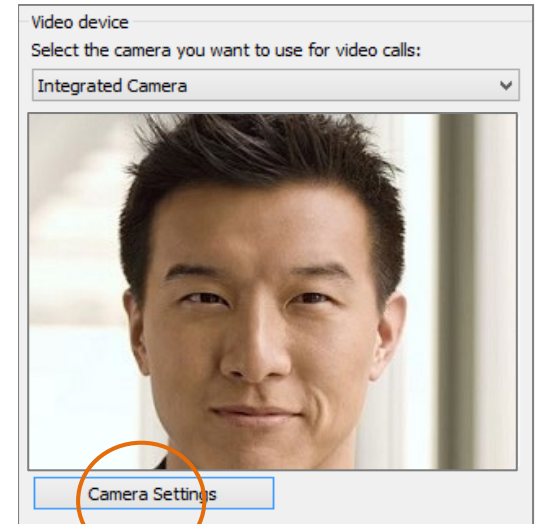 Video device
Select the camera you want to use for video calls:
Integrated Camera
Camera Settings